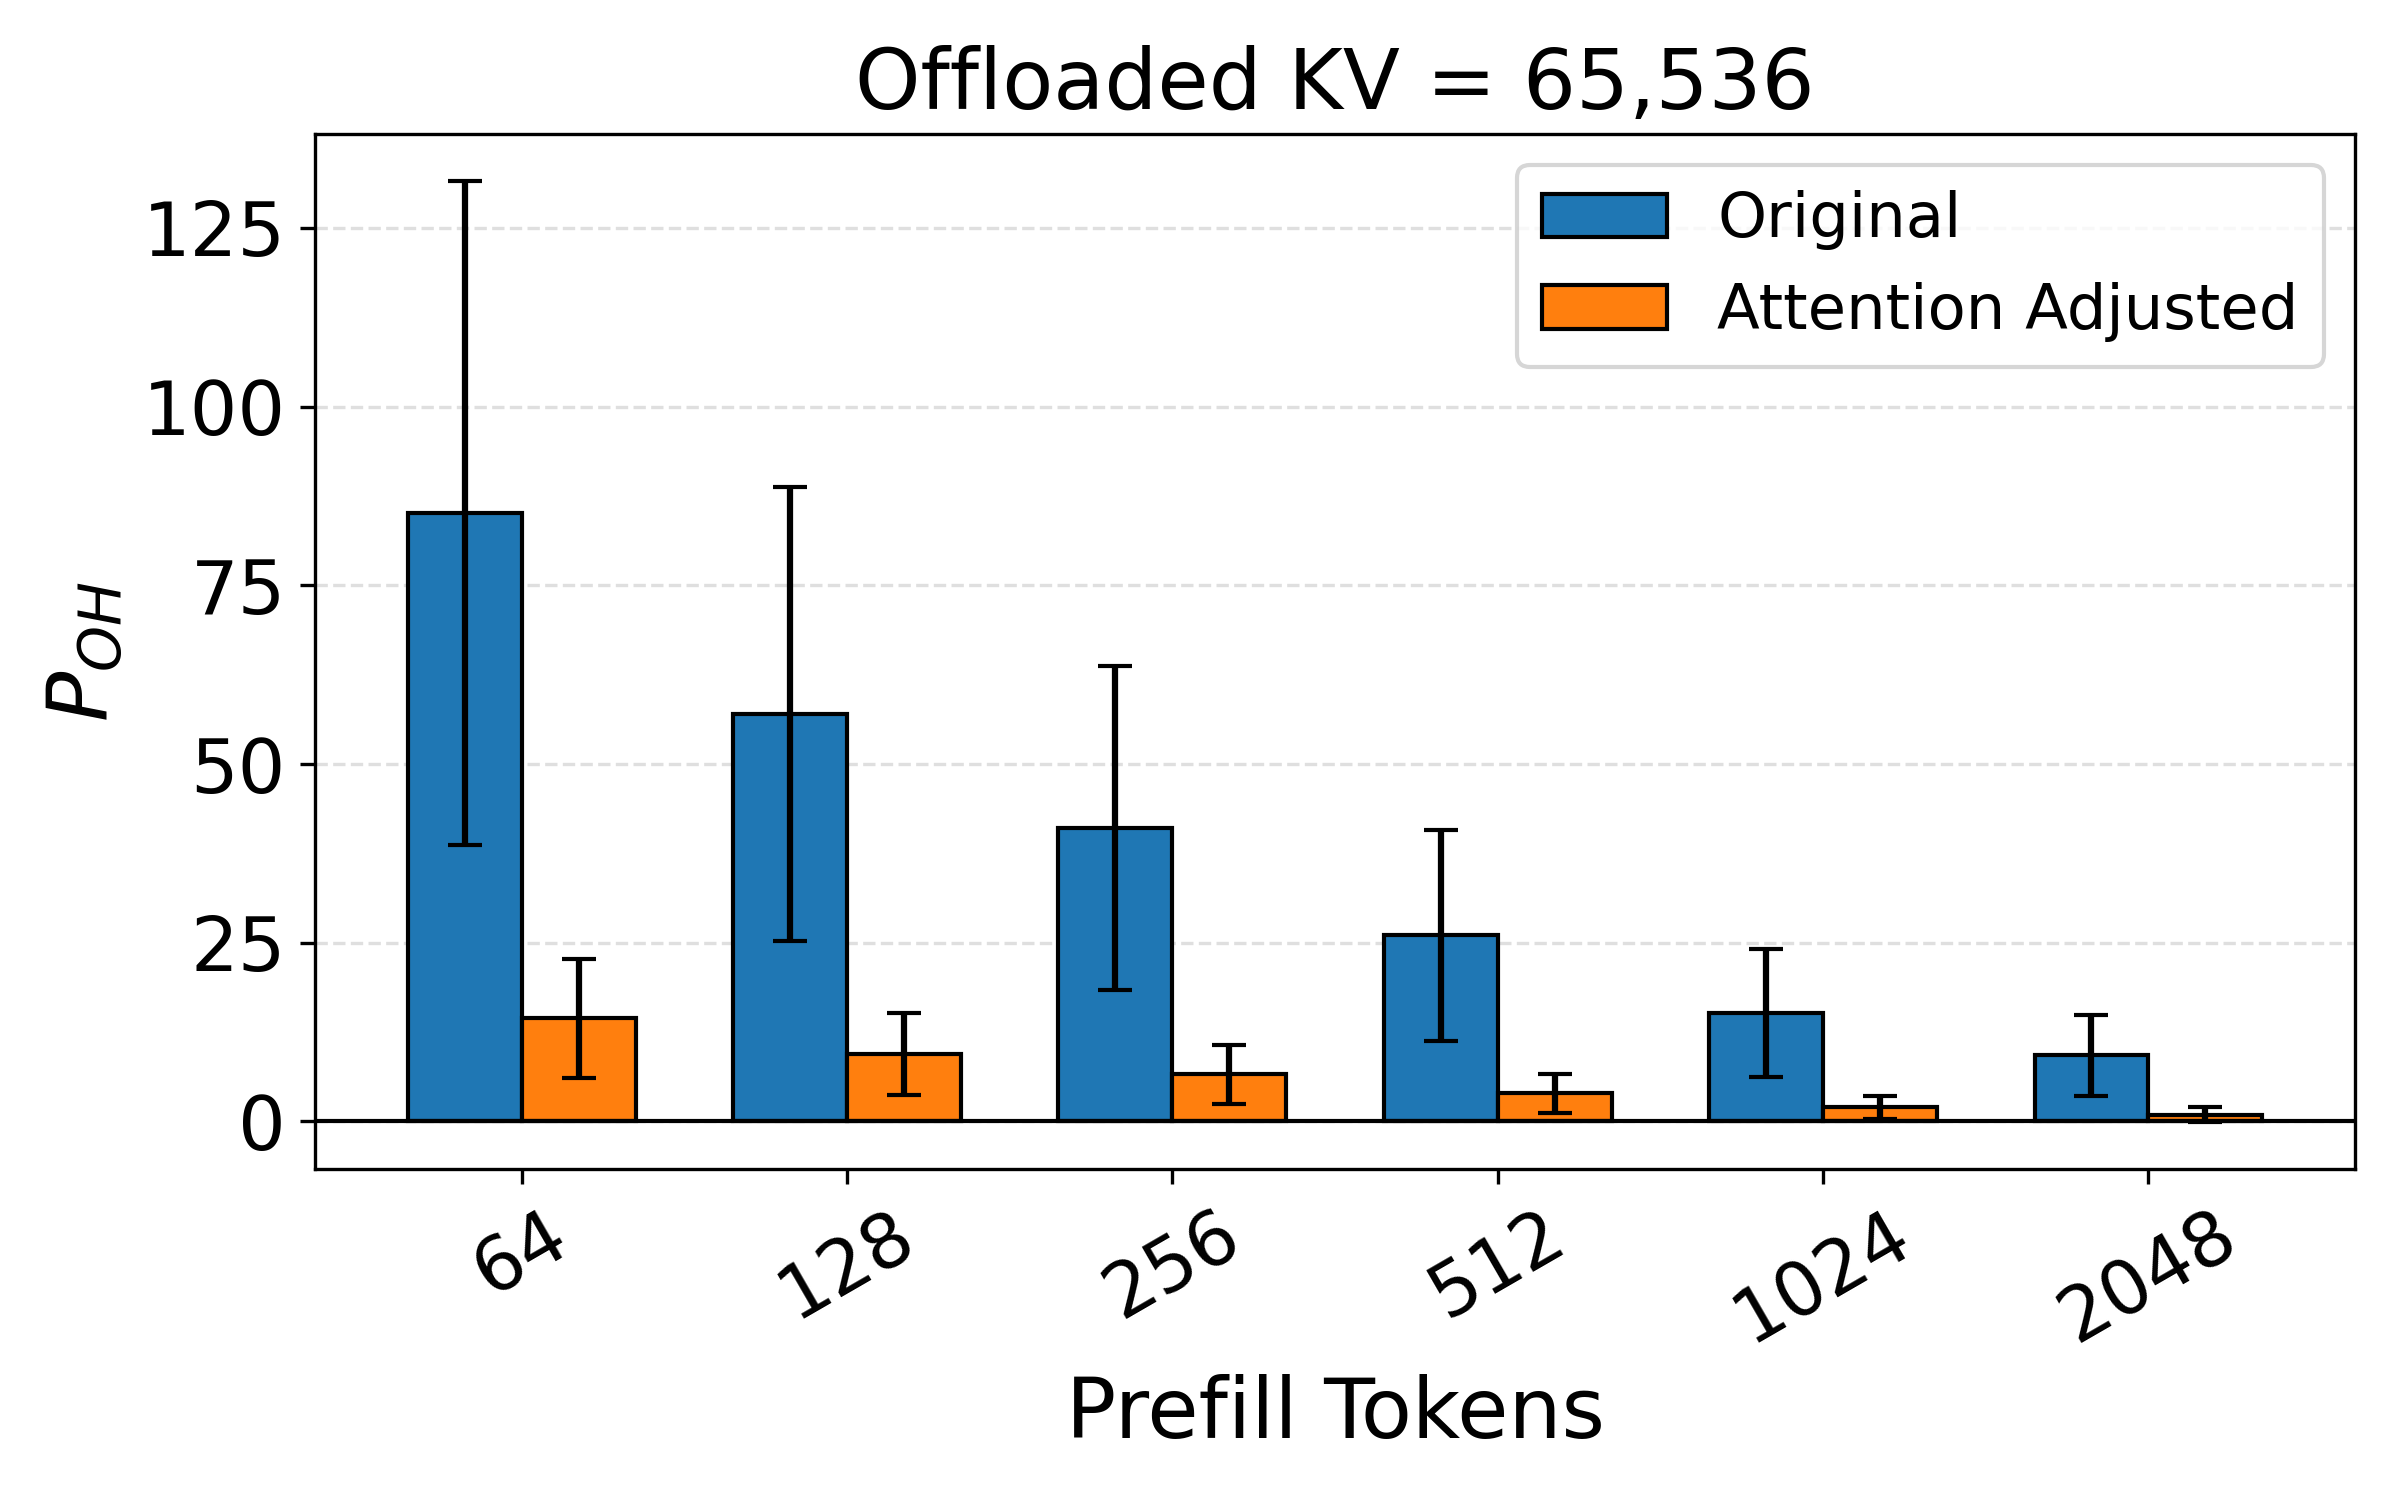 Offloaded KV = 65,536
Original
Attention Adjusted
125
100
75
50
25
0
P_OH
64
128
256
512
1024
2048
Prefill Tokens